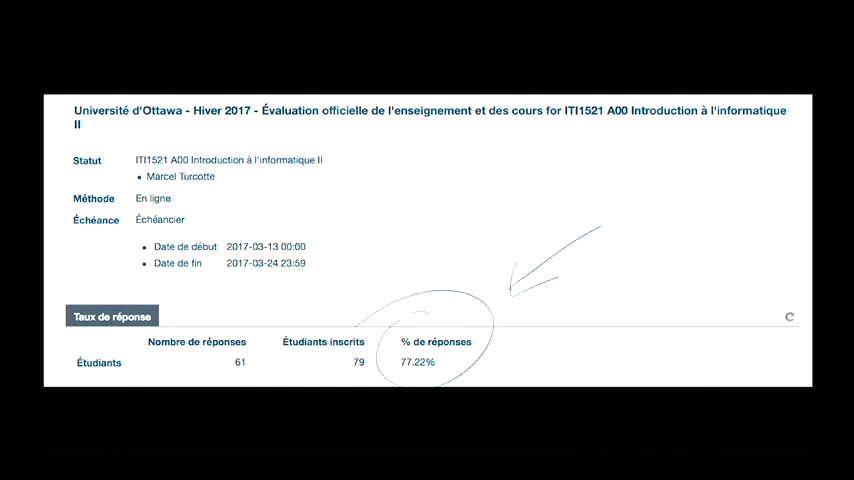 Université d'Ottawa - Hiver 2017 - Évaluation officielle de l'enseignement et des cours for ITI1521 A00 Introduction à l'informatique
II
Statut ITI1521 A00 Introduction à l'informatique II
▪ Marcel Turcotte
Méthode En ligne
Échéance Échéancier
▪ Date de début 2017-03-13 00:00
▪ Date de fin 2017-03-24 23:59
Taux de réponse
Nombre de réponses Étudiants inscrits % de réponses
Étudiants 61 79 77.22%